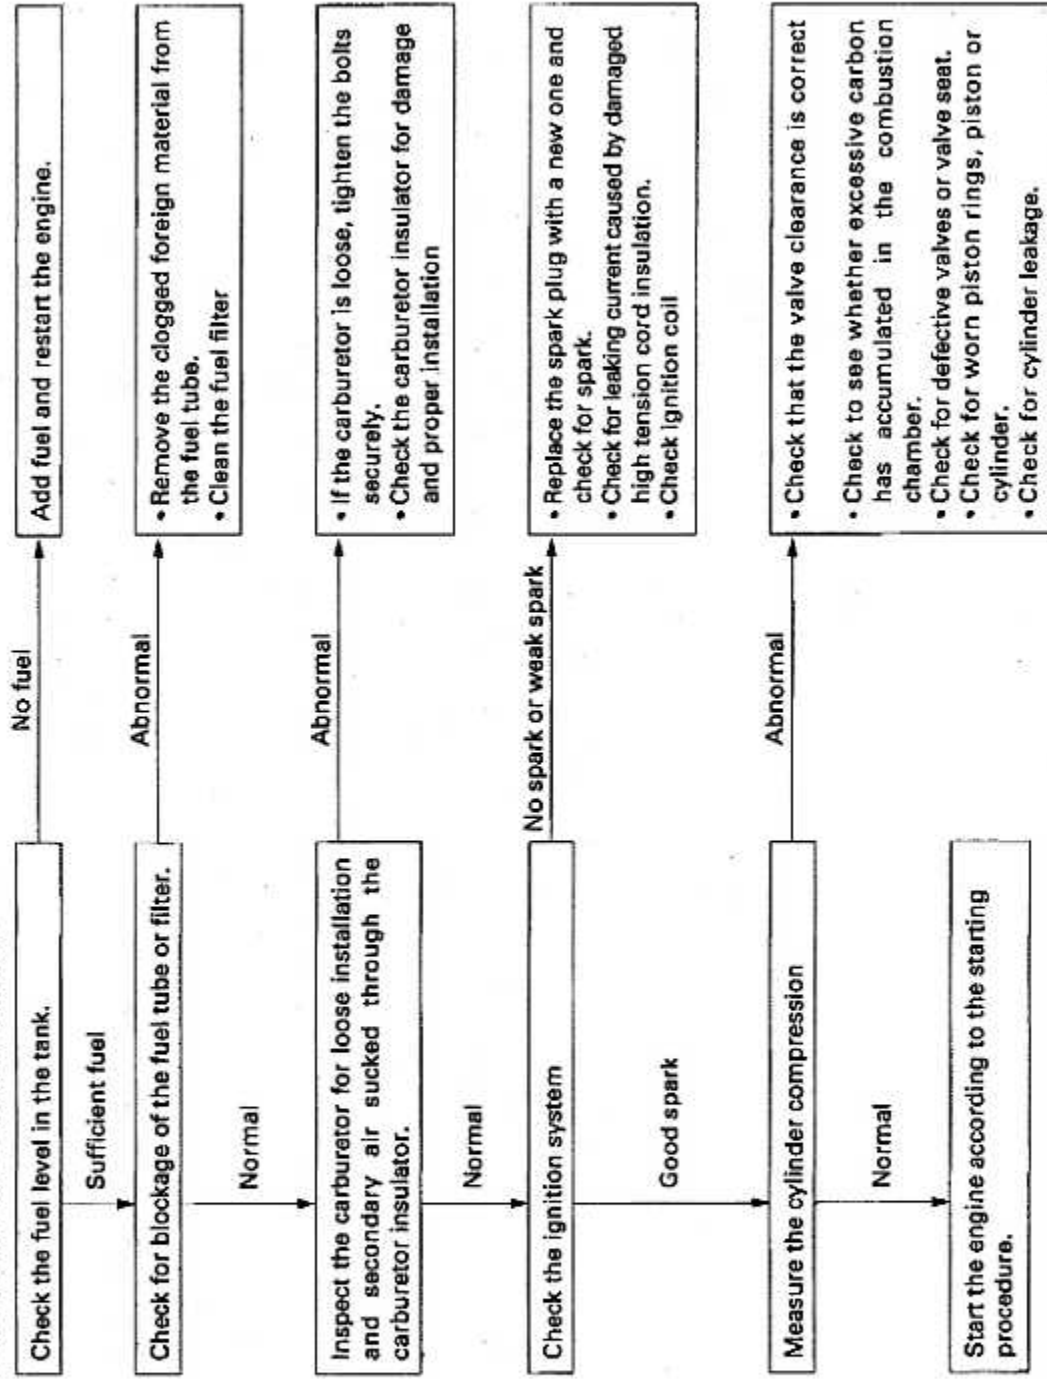 Check the fuel level in the tank.
No fuel
Add fuel and restart the engine.
Sufficient fuel
Check for blockage of the fuel tube or filter.
Abnormal
• Remove the clogged foreign material from
the fuel tube.
• Clean the fuel filter
Normal
Inspect the carburetor for loose installation
and secondary air sucked through the
carburetor insulator.
Abnormal
• If the carburetor is loose, tighten the bolts
securely.
• Check the carburetor insulator for damage
and proper installation
Normal
Check the ignition system
No spark or weak spark
• Replace the spark plug with a new one and
check for spark.
• Check for leaking current caused by damaged
high tension cord insulation.
• Check ignition coil
Good spark
Measure the cylinder compression
Abnormal
• Check that the valve clearance is correct
• Check to see whether excessive carbon
has accumulated in the combustion
chamber.
• Check for defective valves or valve seat.
• Check for worn piston rings, piston or
cylinder.
• Check for cylinder leakage.
Normal
Start the engine according to the starting
procedure.